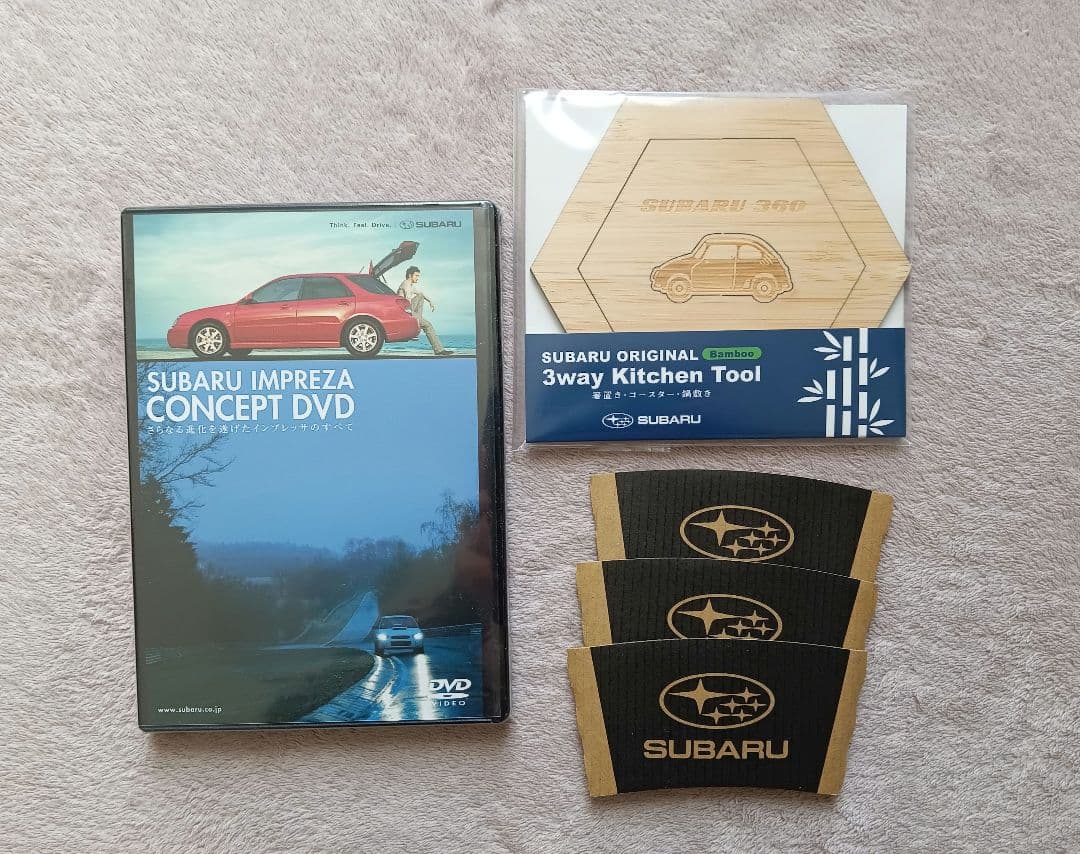 Think. Feel. Drive. SUBARU
SUBARU IMPREZA
CONCEPT DVD
さらなる進化を遂げたインプレッサのすべて
www.subaru.co.jp
DVD
VIDEO
SUBARU 360
SUBARU ORIGINAL Bamboo
3way Kitchen Tool
箸置き・コースター・鍋敷き
SUBARU
SUBARU